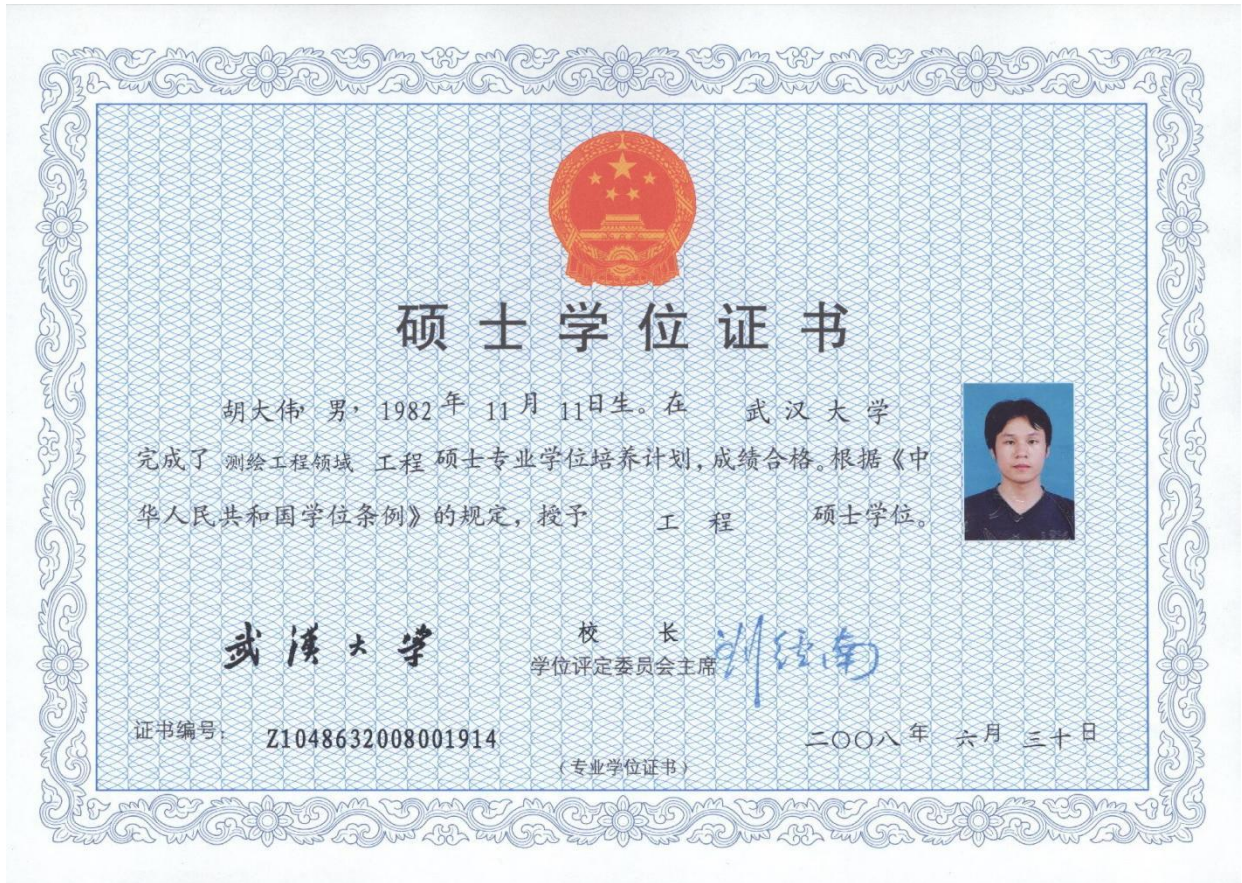 硕士学位证书
胡大伟，男，1982年 11月 11日生。在 武汉大学
完成了 测绘工程领域 工程 硕士专业学位培养计划，成绩合格。根据《中
华人民共和国学位条例》的规定，授予 工程 硕士学位。
武汉大学
校 长
学位评定委员会主席 刘经南
证书编号： Z1048632008001914
二〇〇八年 六月 三十日
（专业学位证书）